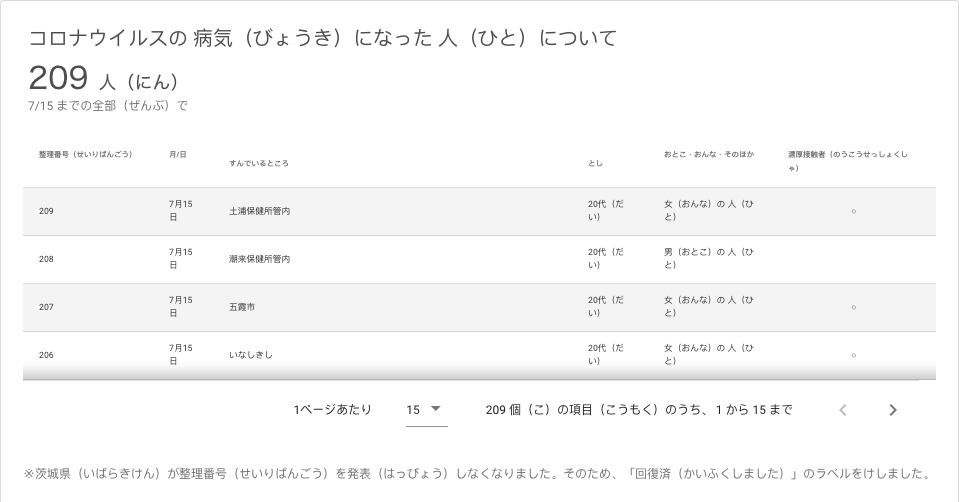 コロナウイルスの 病気（びょうき）になった 人（ひと）について
209 人（にん）
7/15 までの全部（ぜんぶ）で
整理番号（せいりばんごう） 月/日 すんでいるところ とし おとこ・おんな・そのほか 濃厚接触者（のうこうせっしょくし
ゃ）
209 7月15 土浦保健所管内 20代（だ 女（おんな）の 人（ひ ○
日 い） と）
208 7月15 潮来保健所管内 20代（だ 男（おとこ）の 人（ひ
日 い） と）
207 7月15 五霞市 20代（だ 女（おんな）の 人（ひ ○
日 い） と）
206 7月15 いなしきし 20代（だ 女（おんな）の 人（ひ ○
日 い） と）
1ページあたり 15 209 個（こ）の項目（こうもく）のうち、1 から 15 まで
※茨城県（いばらきけん）が整理番号（せいりばんごう）を発表（はっぴょう）しなくなりました。そのため、「回復済（かいふくしました）」のラベルをけしました。